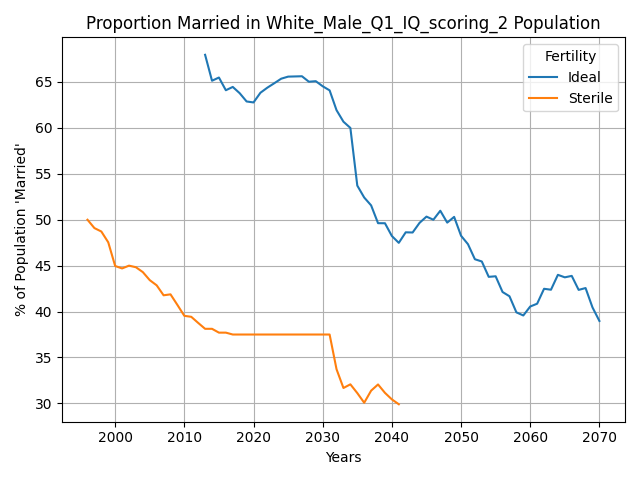 Proportion Married in White_Male_Q1_IQ_scoring_2 Population
Fertility
Ideal
Sterile
% of Population 'Married'
65
60
55
50
45
40
35
30
2000
2010
2020
2030
2040
2050
2060
2070
Years